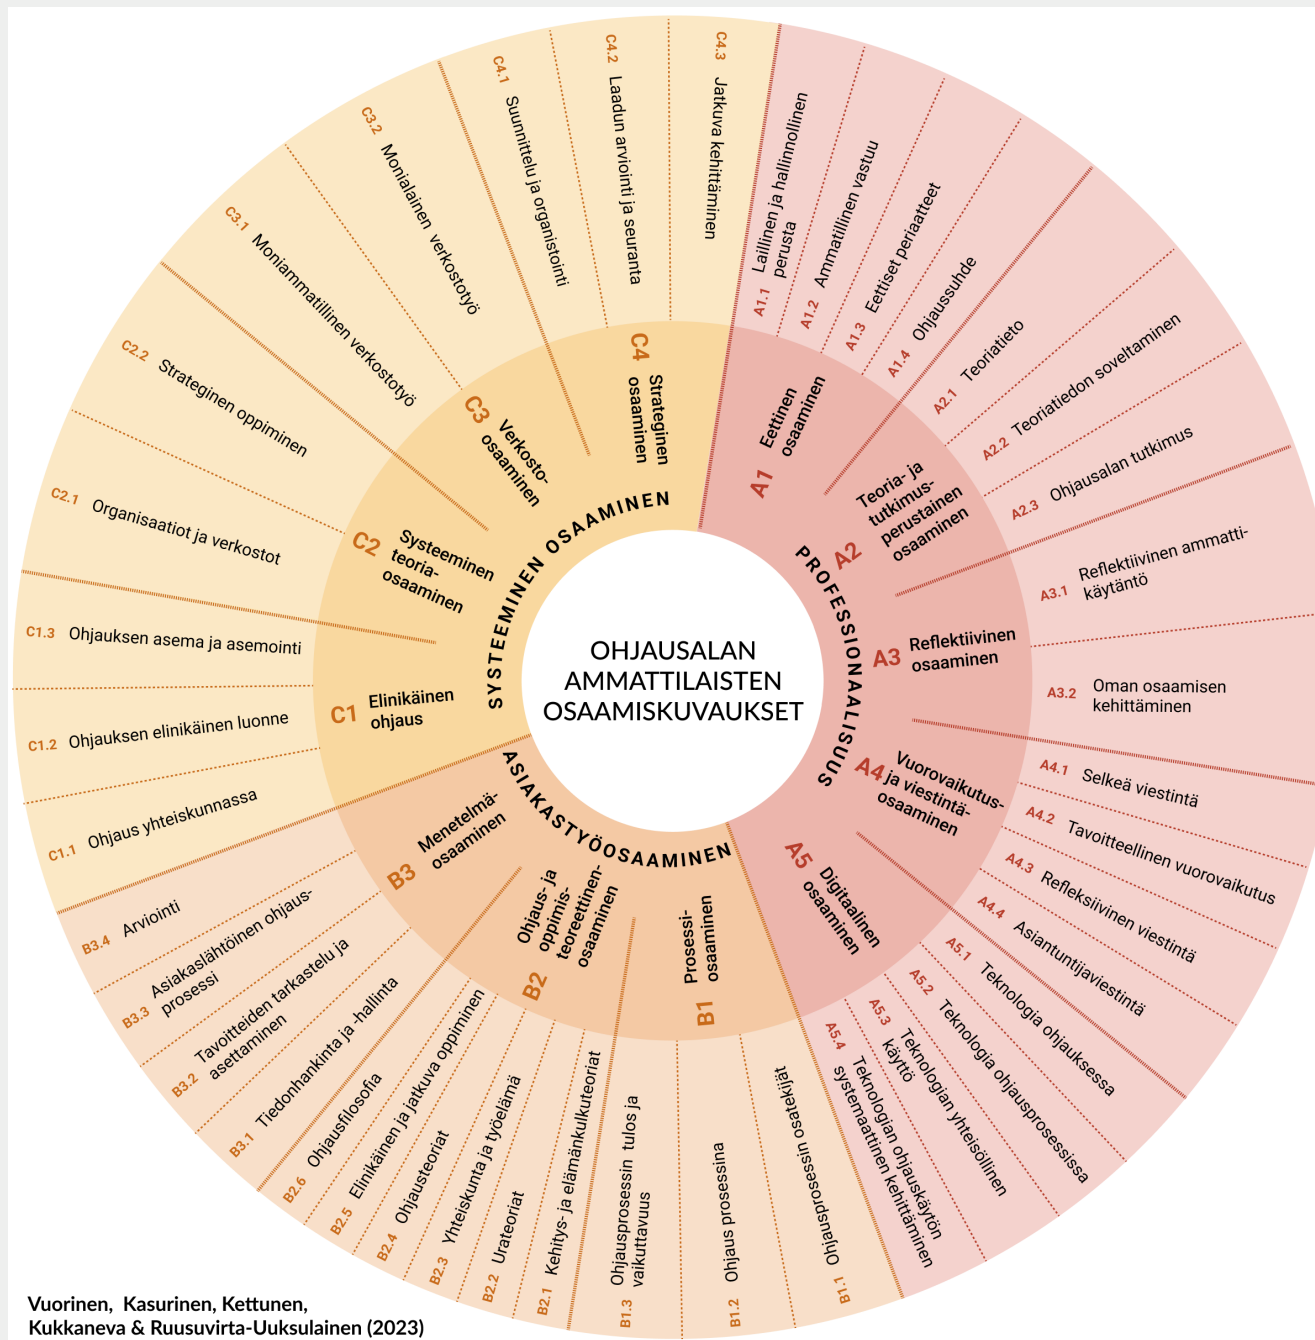 OHJAUSALAN
AMMATTILAISTEN
OSAAMISKUVAUKSET
PROFESSIONAALISUUS
A1 Eettinen
osaaminen
A1.1 Laillinen ja hallinnollinen
perusta
A1.2 Ammatillinen vastuu
A1.3 Eettiset periaatteet
A1.4 Ohjaussuhde
A2 Teoria- ja
tutkimus-
perustainen
osaaminen
A2.1 Teoriatieto
A2.2 Teoriatiedon soveltaminen
A2.3 Ohjausalan tutkimus
A3 Reflektiivinen
osaaminen
A3.1 Reflektiivinen ammatti-
käytäntö
A3.2 Oman osaamisen
kehittäminen
A4 Vuorovaikutus-
ja viestintä-
osaaminen
A4.1 Selkeä viestintä
A4.2 Tavoitteellinen vuorovaikutus
A4.3 Refleksiivinen viestintä
A4.4 Asiantuntijaviestintä
A5 Digitaalinen
osaaminen
A5.1 Teknologia ohjauksessa
A5.2 Teknologia ohjausprosessissa
A5.3 Teknologian yhteisöllinen
käyttö
A5.4 Teknologian ohjauskäytön
systemaattinen kehittäminen
ASIAKASTYÖOSAAMINEN
B1 Prosessi-
osaaminen
B1.1 Ohjausprosessin osatekijät
B1.2 Ohjaus prosessina
B1.3 Ohjausprosessin tulos ja
vaikuttavuus
B2 Ohjaus- ja
oppimis-
teoreettinen-
osaaminen
B2.1 Kehitys- ja elämänkulkuteoriat
B2.2 Urateoriat
B2.3 Yhteiskunta ja työelämä
B2.4 Ohjausteoriat
B2.5 Elinikäinen ja jatkuva oppiminen
B2.6 Ohjausfilosofia
B3 Menetelmä-
osaaminen
B3.1 Tiedonhankinta ja -hallinta
B3.2 Tavoitteiden tarkastelu ja
asettaminen
B3.3 Asiakaslähtöinen ohjaus-
prosessi
B3.4 Arviointi
SYSTEEMINEN OSAAMINEN
C1 Elinikäinen
ohjaus
C1.1 Ohjaus yhteiskunnassa
C1.2 Ohjauksen elinikäinen luonne
C1.3 Ohjauksen asema ja asemointi
C2 Systeeminen
teoria-
osaaminen
C2.1 Organisaatiot ja verkostot
C2.2 Strateginen oppiminen
C3 Verkosto-
osaaminen
C3.1 Moniammatillinen verkostotyö
C3.2 Monialainen verkostotyö
C4 Strateginen
osaaminen
C4.1 Suunnittelu ja organistointi
C4.2 Laadun arviointi ja seuranta
C4.3 Jatkuva kehittäminen
Vuorinen, Kasurinen, Kettunen,
Kukkaneva & Ruusuvirta-Uuksulainen (2023)